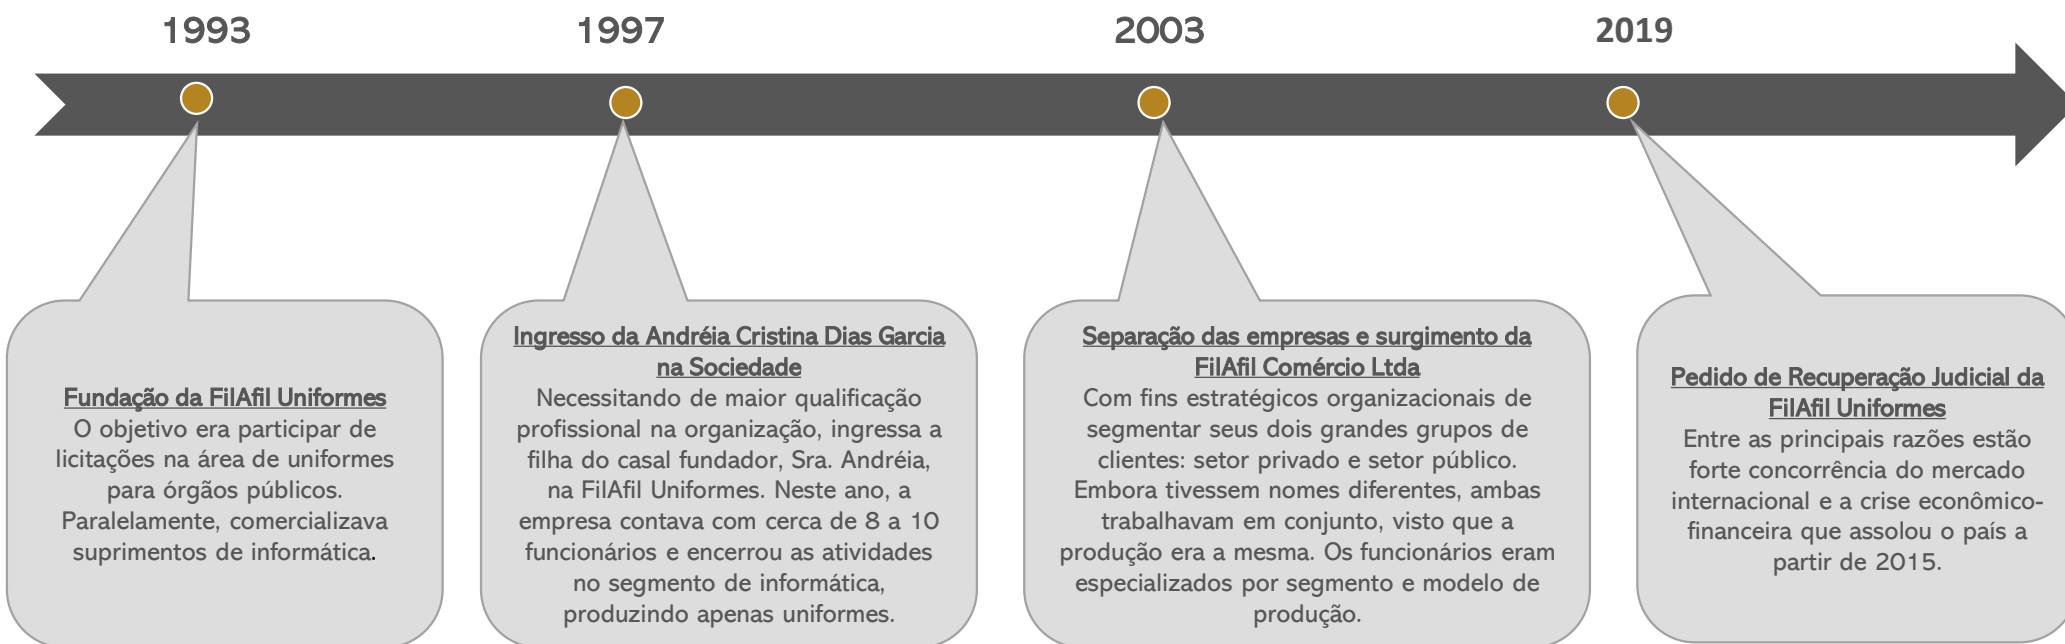 1993
1997
2003
2019
Fundação da FilAfil Uniformes
O objetivo era participar de
licitações na área de uniformes
para órgãos públicos.
Paralelamente, comercializava
suprimentos de informática.
Ingresso da Andréia Cristina Dias Garcia
na Sociedade
Necessitando de maior qualificação
profissional na organização, ingressa a
filha do casal fundador, Sra. Andréia,
na FilAfil Uniformes. Neste ano, a
empresa contava com cerca de 8 a 10
funcionários e encerrou as atividades
no segmento de informática,
produzindo apenas uniformes.
Separação das empresas e surgimento da
FilAfil Comércio Ltda
Com fins estratégicos organizacionais de
segmentar seus dois grandes grupos de
clientes: setor privado e setor público.
Embora tivessem nomes diferentes, ambas
trabalhavam em conjunto, visto que a
produção era a mesma. Os funcionários eram
especializados por segmento e modelo de
produção.
Pedido de Recuperação Judicial da
FilAfil Uniformes
Entre as principais razões estão
forte concorrência do mercado
internacional e a crise econômico-
financeira que assolou o país a
partir de 2015.